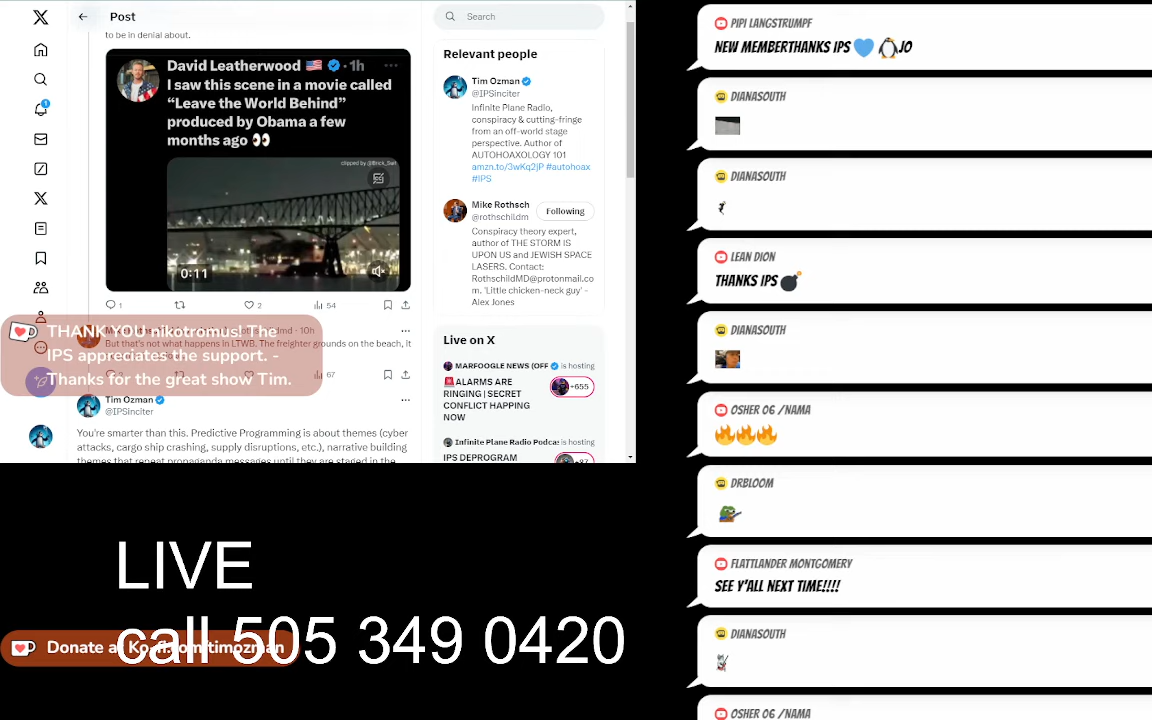 Post
Search
to be in denial about.
David Leatherwood 🇺🇸 · 1h
I saw this scene in a movie called
“Leave the World Behind”
produced by Obama a few
months ago 👀
clipped by @Brick_Suit
0:11
1
2
54
THANK YOU nikotromus! The
IPS appreciates the support. -
Thanks for the great show Tim.
10h
But that's not what happens in LTWB. The freighter grounds on the beach, it
67
Tim Ozman
@IPSinciter
You're smarter than this. Predictive Programming is about themes (cyber
attacks, cargo ship crashing, supply disruptions, etc.), narrative building
themes that repeat propaganda messages until they are staged in the
Relevant people
Tim Ozman
@IPSinciter
Infinite Plane Radio,
conspiracy & cutting-fringe
from an off-world stage
perspective. Author of
AUTOHOAXOLOGY 101
amzn.to/3wKq2jP #autohoax
#IPS
Mike Rothsch
@rothschildm
Following
Conspiracy theory expert,
author of THE STORM IS
UPON US and JEWISH SPACE
LASERS. Contact:
RothschildMD@protonmail.co
m. 'Little chicken-neck guy' -
Alex Jones
Live on X
MARFOOGLE NEWS (OFF is hosting
🚨ALARMS ARE
RINGING | SECRET
CONFLICT HAPPING
NOW
+655
Infinite Plane Radio Podca: is hosting
IPS DEPROGRAM
+87
LIVE
call 505 349 0420
Donate at Ko-fi.com/timozman
PIPI LANGSTRUMPF
NEW MEMBERTHANKS IPS 💙 🐧JO
DIANASOUTH
DIANASOUTH
LEAN DION
THANKS IPS 💣
DIANASOUTH
OSHER 06 /NAMA
🔥🔥🔥
DRBLOOM
FLATTLANDER MONTGOMERY
SEE Y'ALL NEXT TIME!!!!
DIANASOUTH
OSHER 06 /NAMA